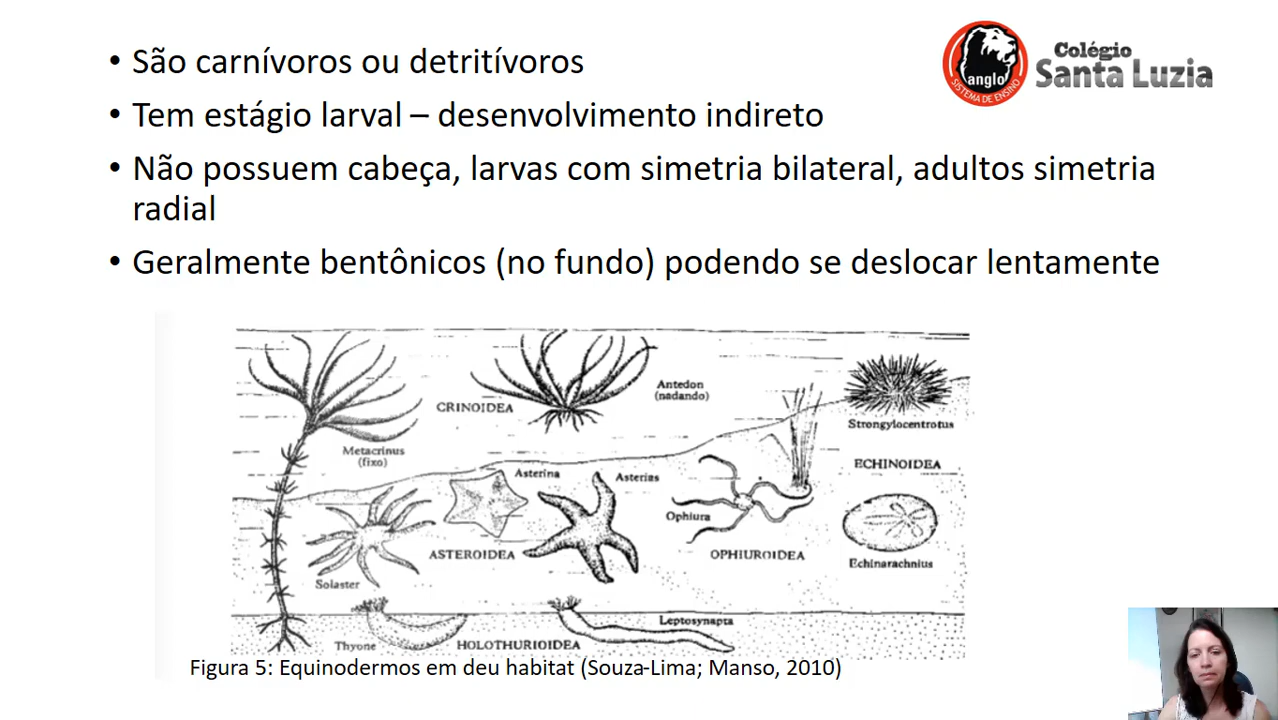 • São carnívoros ou detritívoros
• Tem estágio larval – desenvolvimento indireto
• Não possuem cabeça, larvas com simetria bilateral, adultos simetria
radial
• Geralmente bentônicos (no fundo) podendo se deslocar lentamente
anglo
SISTEMA DE ENSINO
Colégio
Santa Luzia
CRINOIDEA
Antedon
(nadando)
Metacrinus
(fixo)
Strongylocentrotus
ECHINOIDEA
Asterina
Asterias
Ophiura
ASTEROIDEA
OPHIUROIDEA
Echinarachnius
Solaster
Leptosynapta
Thyone
HOLOTHURIOIDEA
Figura 5: Equinodermos em deu habitat (Souza-Lima; Manso, 2010)